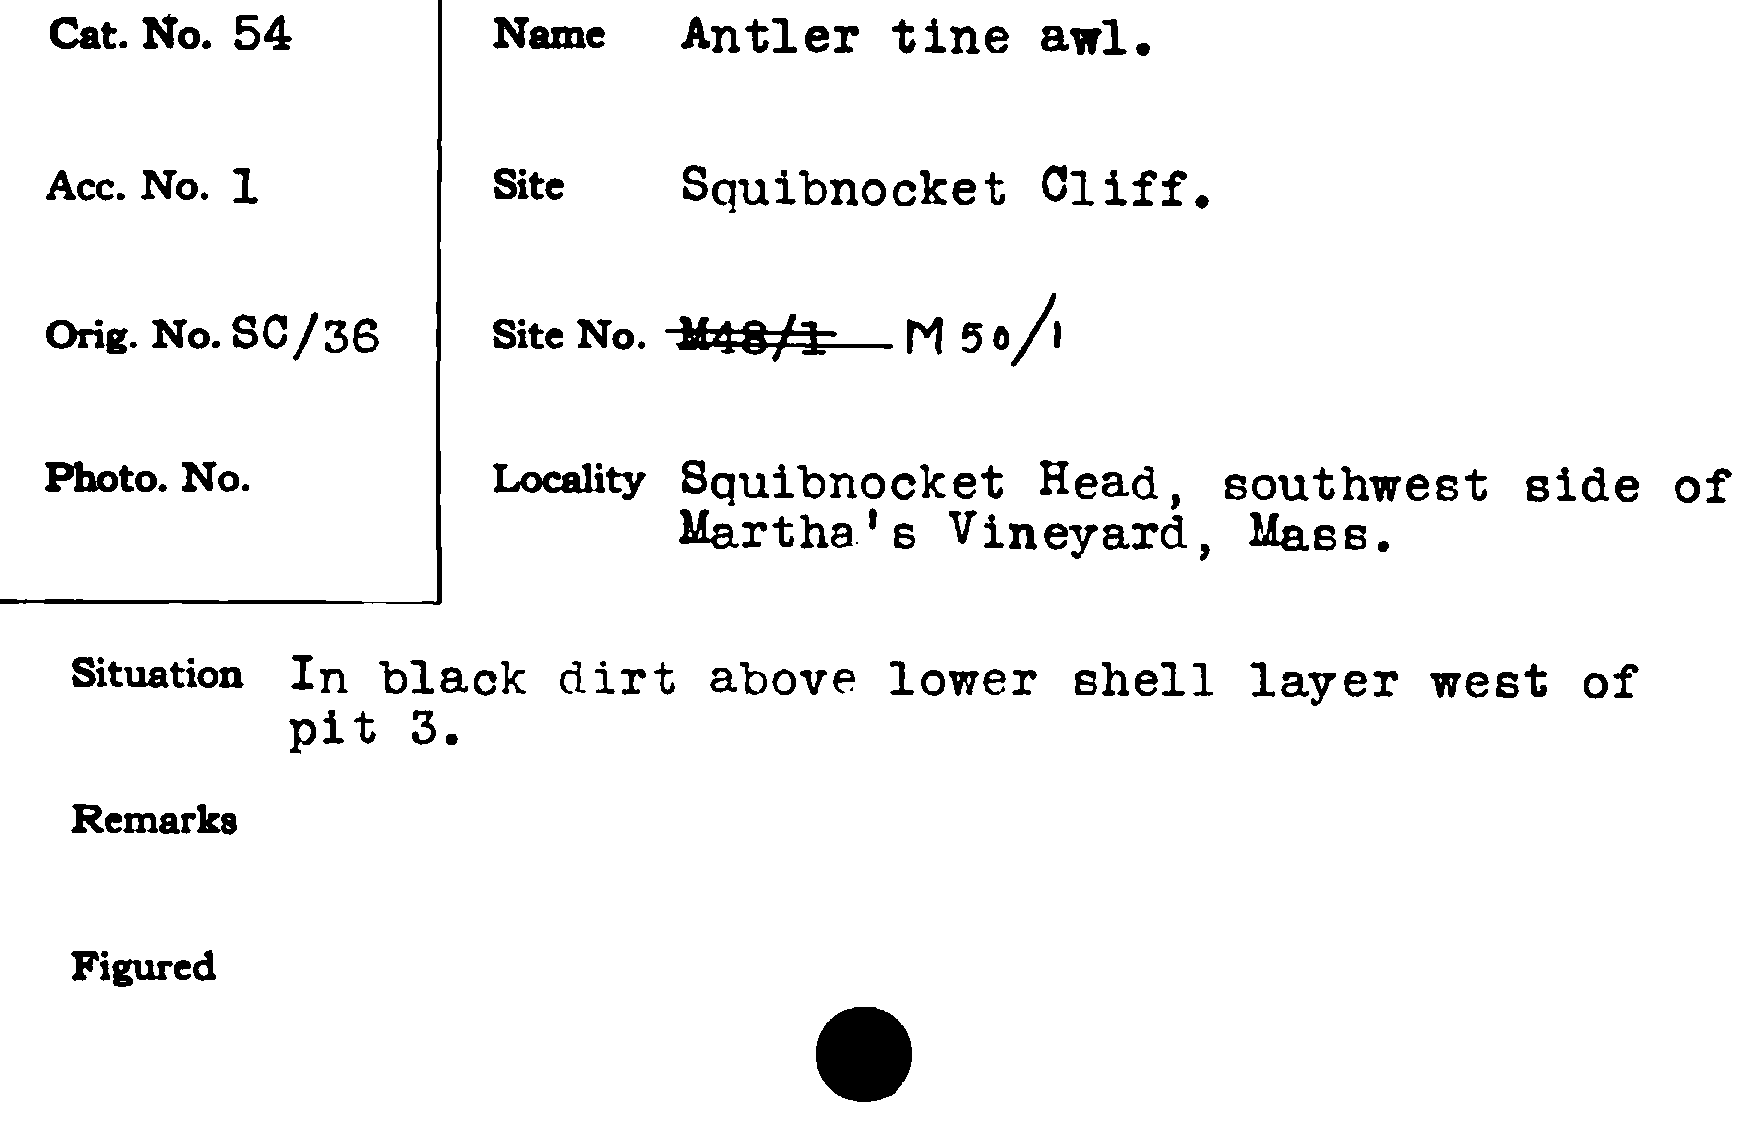 Cat. No. 54
Name Antler tine awl.
Acc. No. 1
Site Squibnocket Cliff.
Orig. No. SC/36
Site No. M48/1 M 50/1
Photo. No.
Locality Squibnocket Head, southwest side of
Martha's Vineyard, Mass.
Situation In black dirt above lower shell layer west of
pit 3.
Remarks
Figured